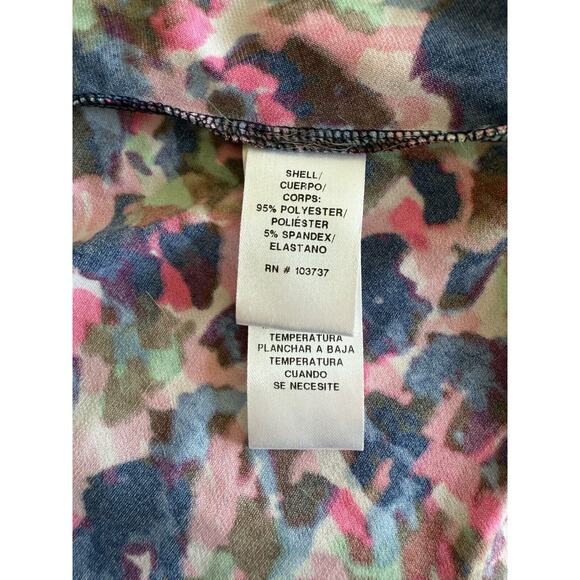 SHELL/
CUERPO/
CORPS:
95% POLYESTER/
POLIÉSTER
5% SPANDEX/
ELASTANO
RN # 103737
TEMPERATURA
PLANCHAR A BAJA
TEMPERATURA
CUANDO
SE NECESITE